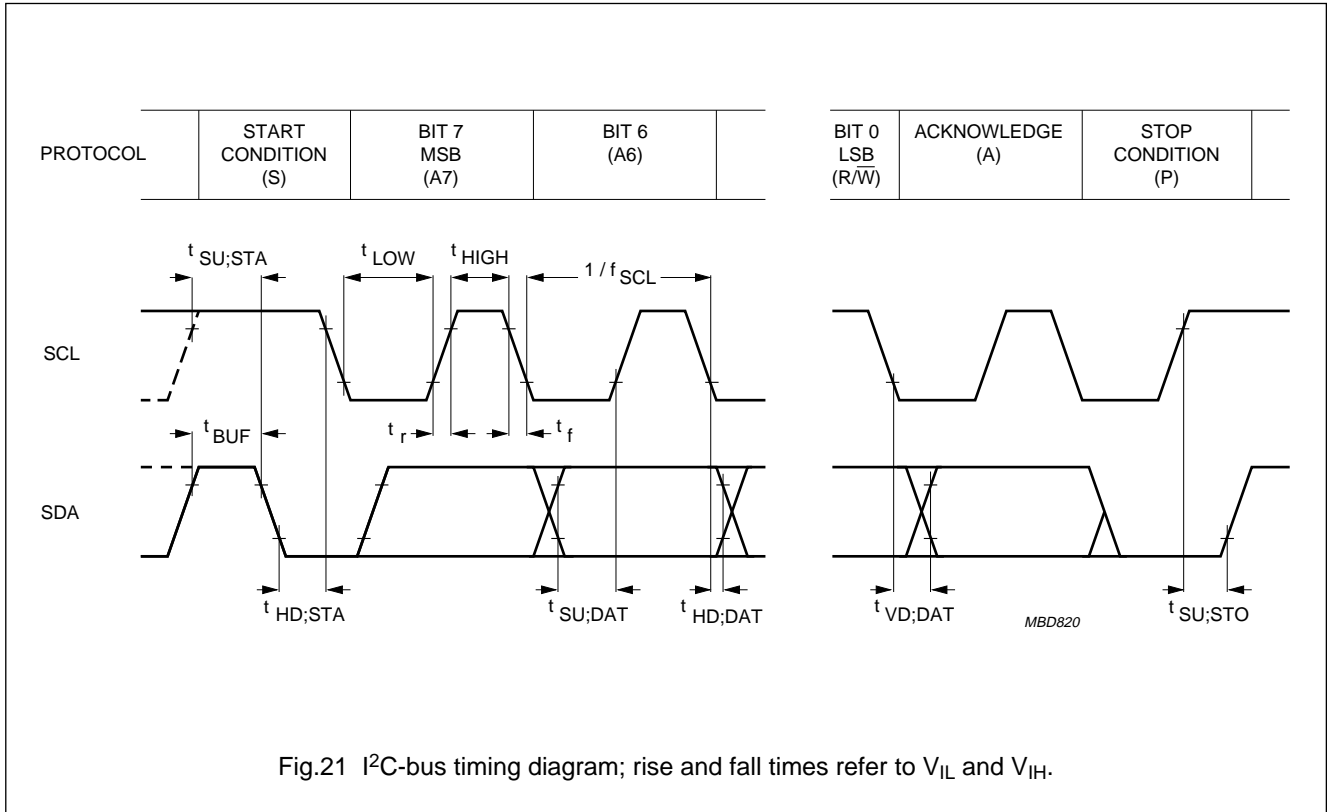 PROTOCOL
START
CONDITION
(S)
BIT 7
MSB
(A7)
BIT 6
(A6)
BIT 0
LSB
(R/W̅)
ACKNOWLEDGE
(A)
STOP
CONDITION
(P)
t SU;STA
t LOW
t HIGH
1 / f SCL
SCL
t BUF
t r
t f
SDA
t HD;STA
t SU;DAT
t HD;DAT
t VD;DAT
MBD820
t SU;STO
Fig.21 I²C-bus timing diagram; rise and fall times refer to VIL and VIH.